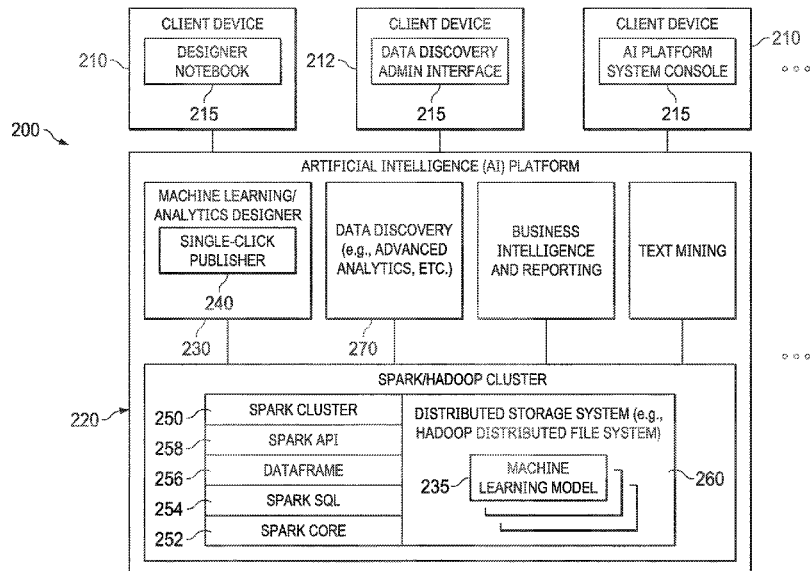 CLIENT DEVICE
DESIGNER
NOTEBOOK
210
215
CLIENT DEVICE
DATA DISCOVERY
ADMIN INTERFACE
212
215
CLIENT DEVICE
AI PLATFORM
SYSTEM CONSOLE
210
215
200
ARTIFICIAL INTELLIGENCE (AI) PLATFORM
MACHINE LEARNING/
ANALYTICS DESIGNER
SINGLE-CLICK
PUBLISHER
240
230
DATA DISCOVERY
(e.g., ADVANCED
ANALYTICS, ETC.)
270
BUSINESS
INTELLIGENCE
AND REPORTING
TEXT MINING
220
SPARK/HADOOP CLUSTER
250
SPARK CLUSTER
258
SPARK API
256
DATAFRAME
254
SPARK SQL
252
SPARK CORE
DISTRIBUTED STORAGE SYSTEM (e.g.,
HADOOP DISTRIBUTED FILE SYSTEM)
235
MACHINE
LEARNING MODEL
260